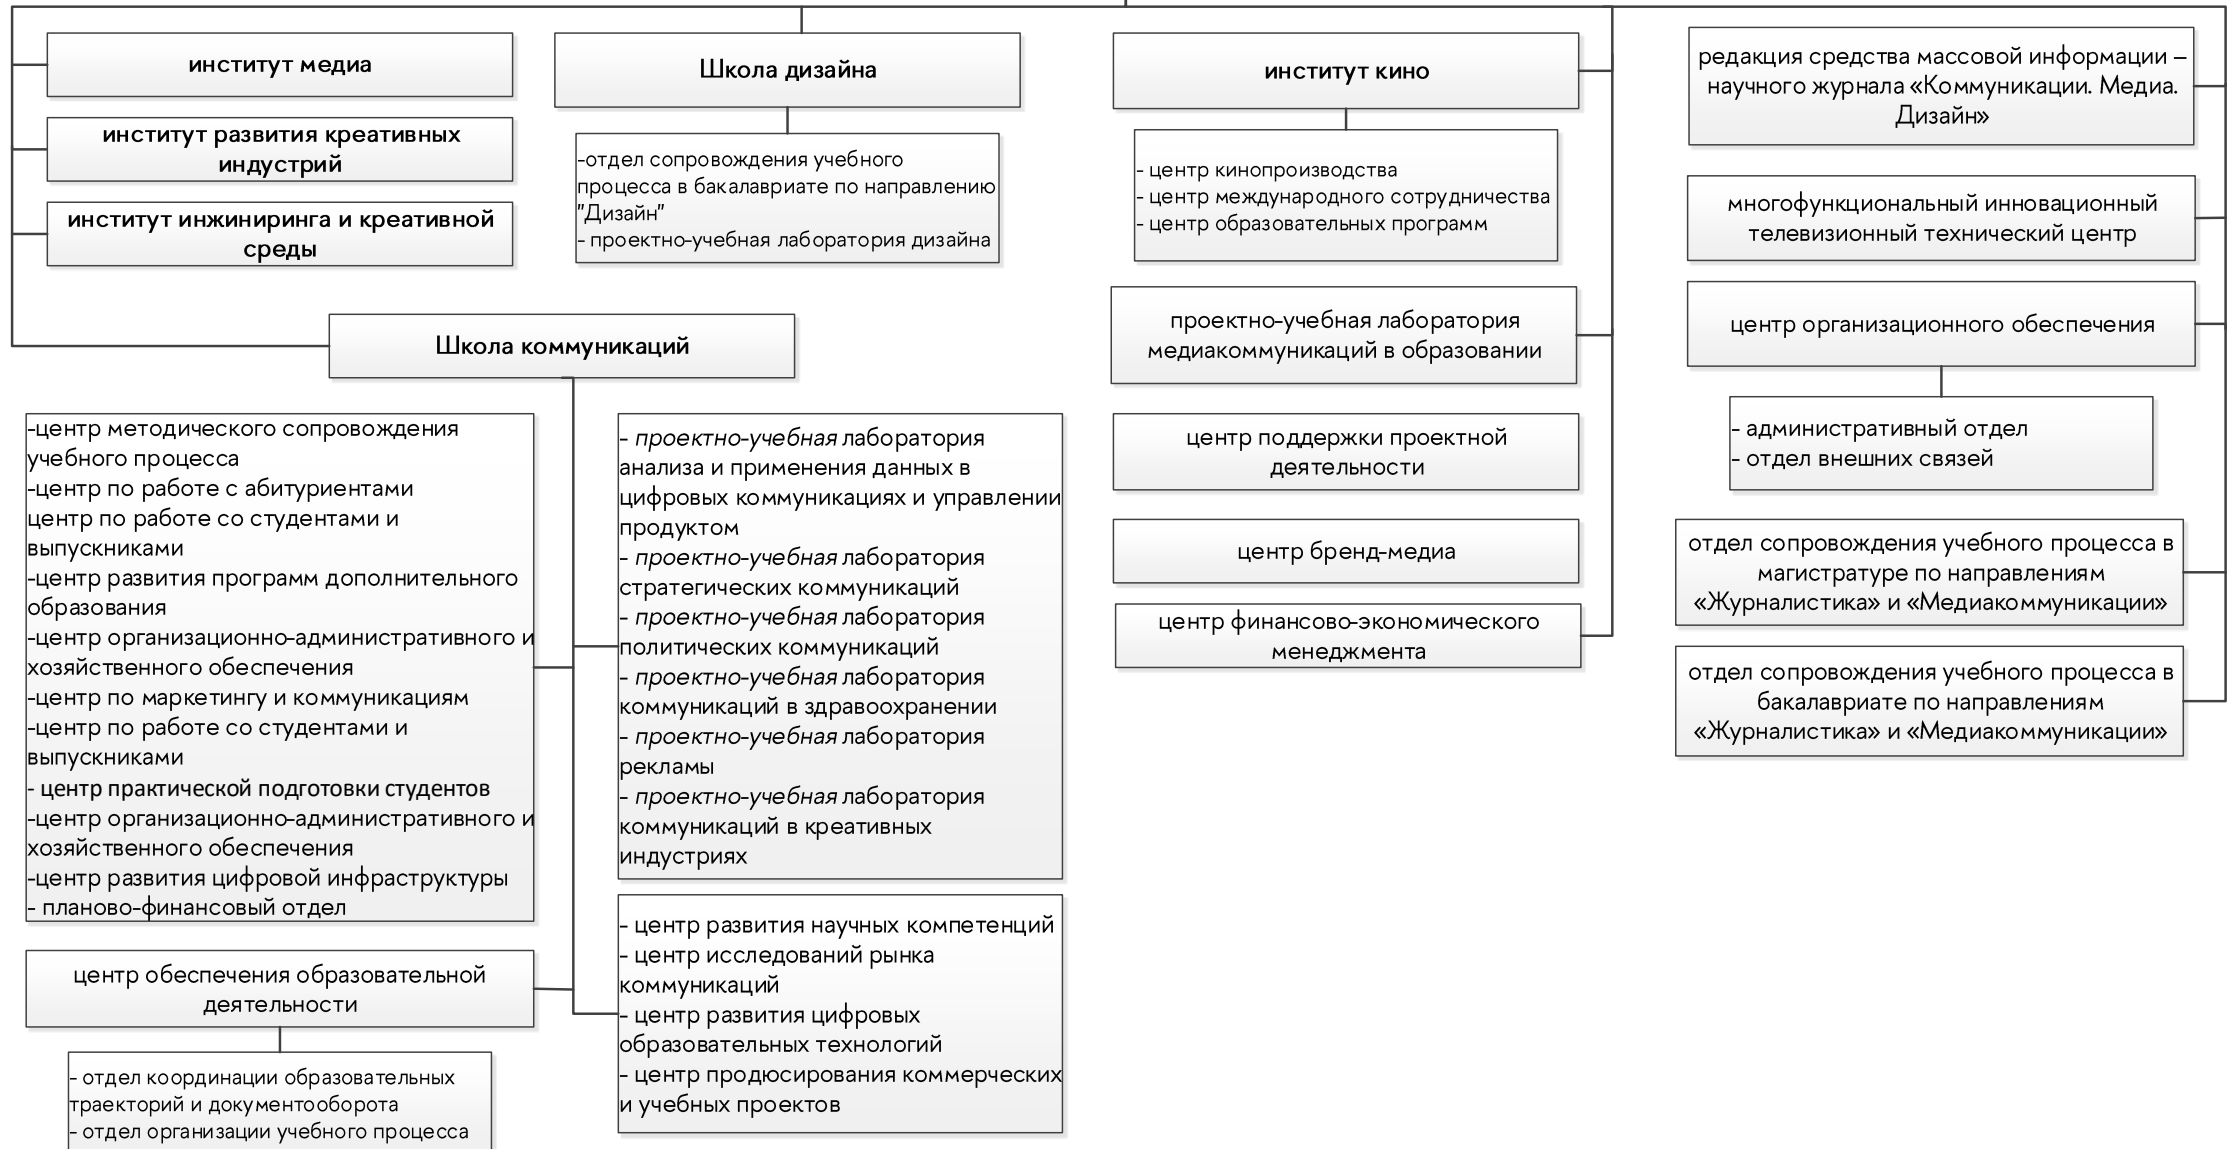 институт медиа
институт развития креативных
индустрий
институт инжиниринга и креативной
среды
Школа дизайна
-отдел сопровождения учебного
процесса в бакалавриате по направлению
"Дизайн"
- проектно-учебная лаборатория дизайна
институт кино
- центр кинопроизводства
- центр международного сотрудничества
- центр образовательных программ
проектно-учебная лаборатория
медиакоммуникаций в образовании
центр поддержки проектной
деятельности
центр бренд-медиа
центр финансово-экономического
менеджмента
редакция средства массовой информации –
научного журнала «Коммуникации. Медиа.
Дизайн»
многофункциональный инновационный
телевизионный технический центр
центр организационного обеспечения
- административный отдел
- отдел внешних связей
отдел сопровождения учебного процесса в
магистратуре по направлениям
«Журналистика» и «Медиакоммуникации»
отдел сопровождения учебного процесса в
бакалавриате по направлениям
«Журналистика» и «Медиакоммуникации»
Школа коммуникаций
-центр методического сопровождения
учебного процесса
-центр по работе с абитуриентами
центр по работе со студентами и
выпускниками
-центр развития программ дополнительного
образования
-центр организационно-административного и
хозяйственного обеспечения
-центр по маркетингу и коммуникациям
-центр по работе со студентами и
выпускниками
- центр практической подготовки студентов
-центр организационно-административного и
хозяйственного обеспечения
-центр развития цифровой инфраструктуры
- планово-финансовый отдел
- проектно-учебная лаборатория
анализа и применения данных в
цифровых коммуникациях и управлении
продуктом
- проектно-учебная лаборатория
стратегических коммуникаций
- проектно-учебная лаборатория
политических коммуникаций
- проектно-учебная лаборатория
коммуникаций в здравоохранении
- проектно-учебная лаборатория
рекламы
- проектно-учебная лаборатория
коммуникаций в креативных
индустриях
- центр развития научных компетенций
- центр исследований рынка
коммуникаций
- центр развития цифровых
образовательных технологий
- центр продюсирования коммерческих
и учебных проектов
центр обеспечения образовательной
деятельности
- отдел координации образовательных
траекторий и документооборота
- отдел организации учебного процесса